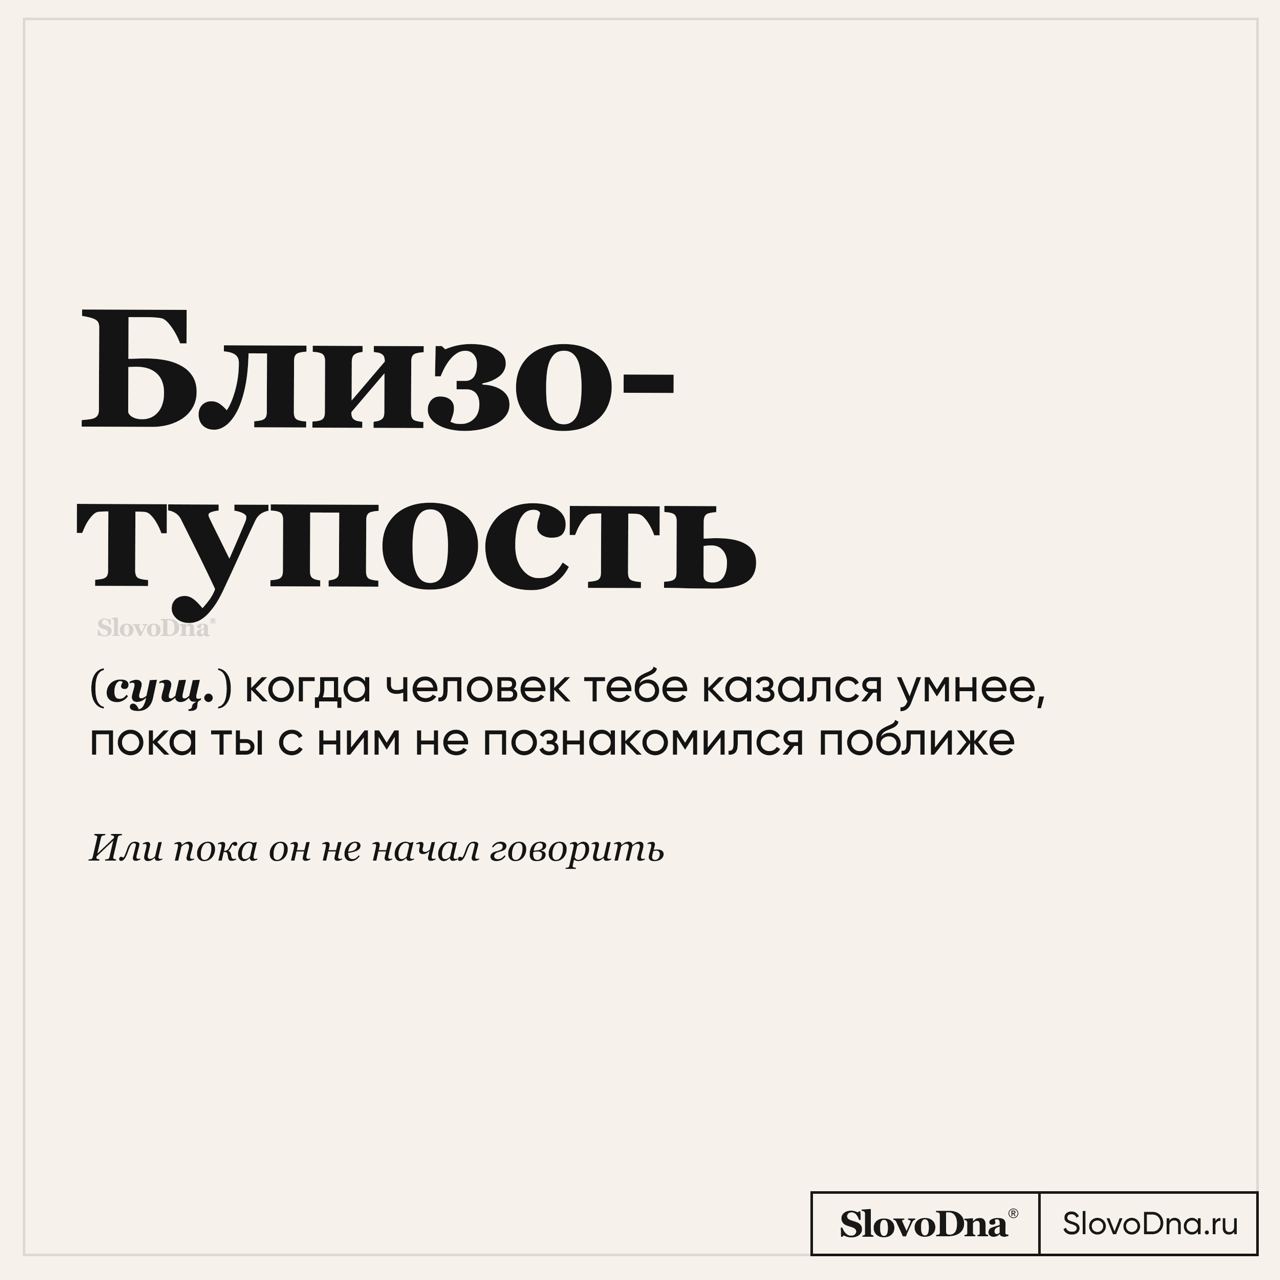 Близо-
тупость
SlovoDna®
(сущ.) когда человек тебе казался умнее,
пока ты с ним не познакомился поближе
Или пока он не начал говорить
SlovoDna® SlovoDna.ru